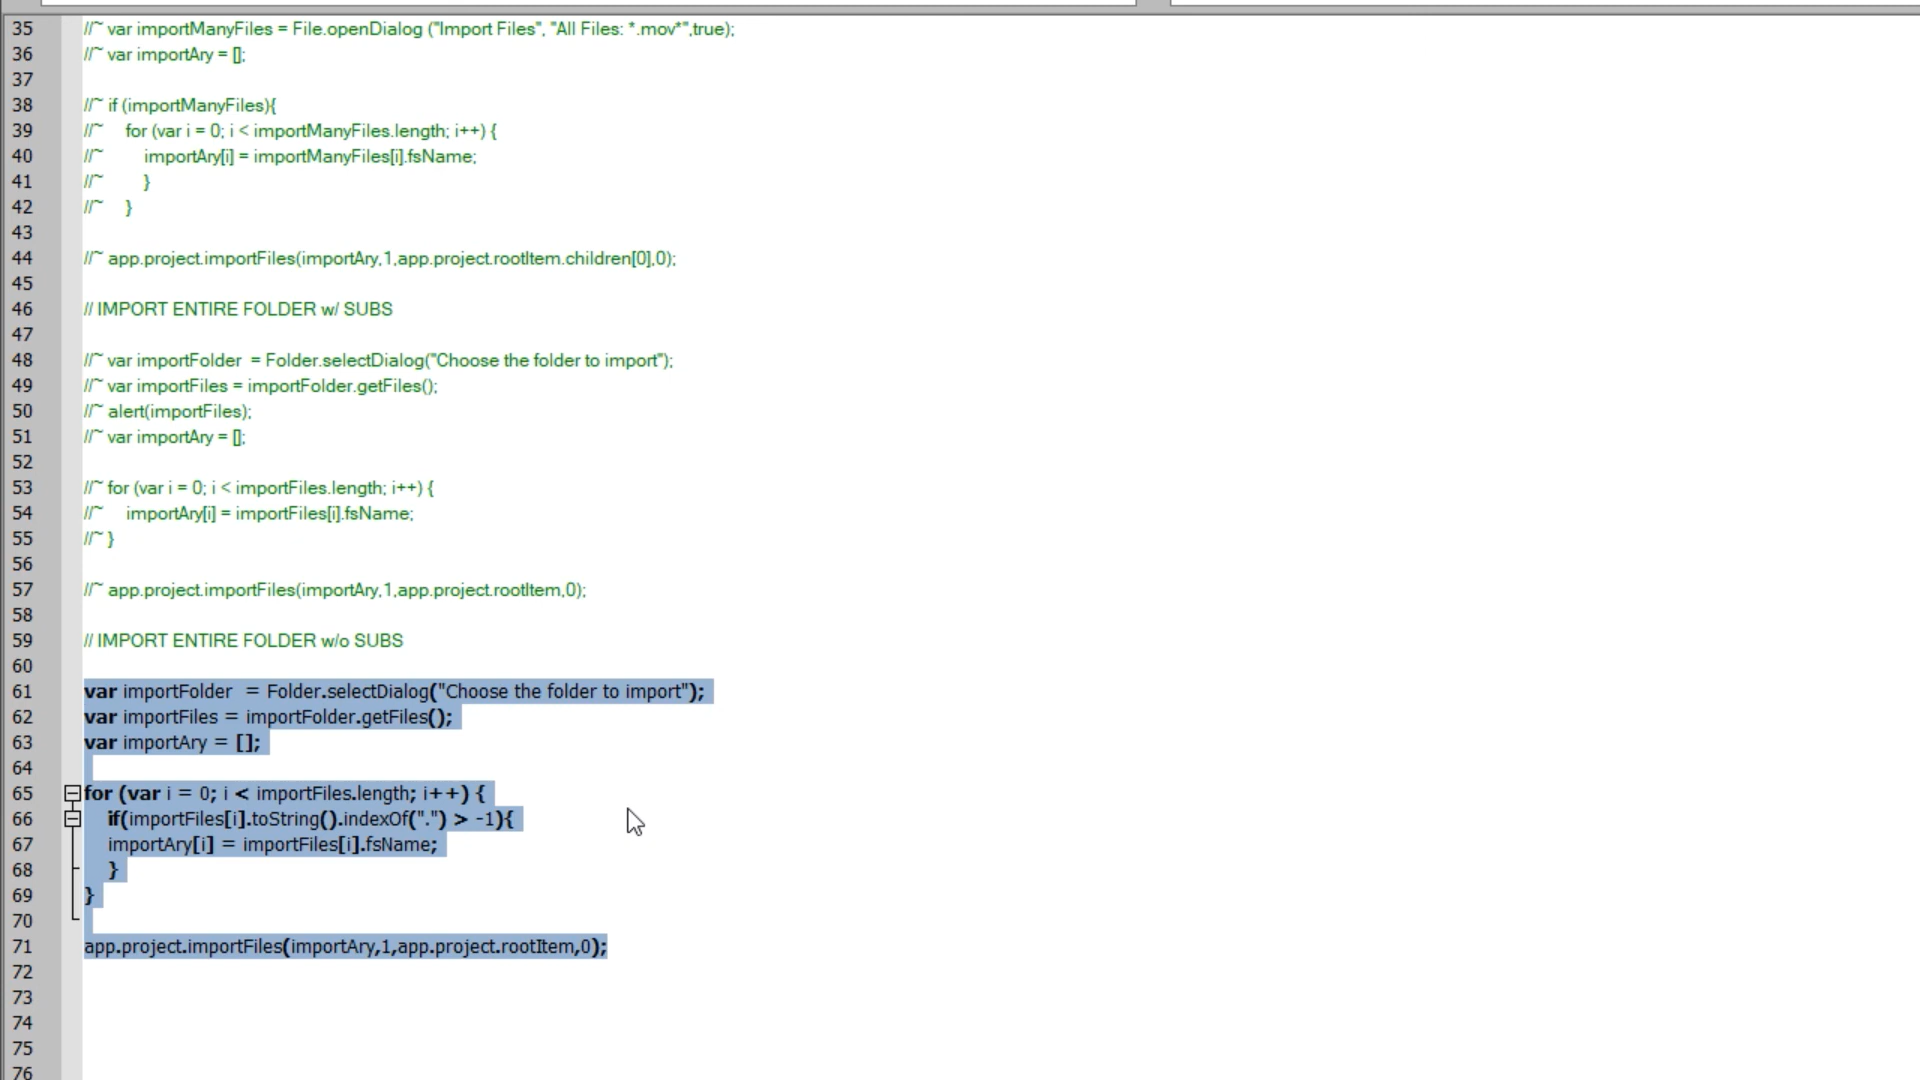 35 //~ var importManyFiles = File.openDialog ("Import Files", "All Files: *.mov*",true);
36 //~ var importAry = [];
37
38 //~ if (importManyFiles){
39 //~     for (var i = 0; i < importManyFiles.length; i++) {
40 //~         importAry[i] = importManyFiles[i].fsName;
41 //~         }
42 //~     }
43
44 //~ app.project.importFiles(importAry,1,app.project.rootItem.children[0],0);
45
46 // IMPORT ENTIRE FOLDER w/ SUBS
47
48 //~ var importFolder  = Folder.selectDialog("Choose the folder to import");
49 //~ var importFiles = importFolder.getFiles();
50 //~ alert(importFiles);
51 //~ var importAry = [];
52
53 //~ for (var i = 0; i < importFiles.length; i++) {
54 //~     importAry[i] = importFiles[i].fsName;
55 //~ }
56
57 //~ app.project.importFiles(importAry,1,app.project.rootItem,0);
58
59 // IMPORT ENTIRE FOLDER w/o SUBS
60
61 var importFolder  = Folder.selectDialog("Choose the folder to import");
62 var importFiles = importFolder.getFiles();
63 var importAry = [];
64
65 for (var i = 0; i < importFiles.length; i++) {
66     if(importFiles[i].toString().indexOf(".") > -1){
67     importAry[i] = importFiles[i].fsName;
68     }
69 }
70
71 app.project.importFiles(importAry,1,app.project.rootItem,0);
72
73
74
75
76